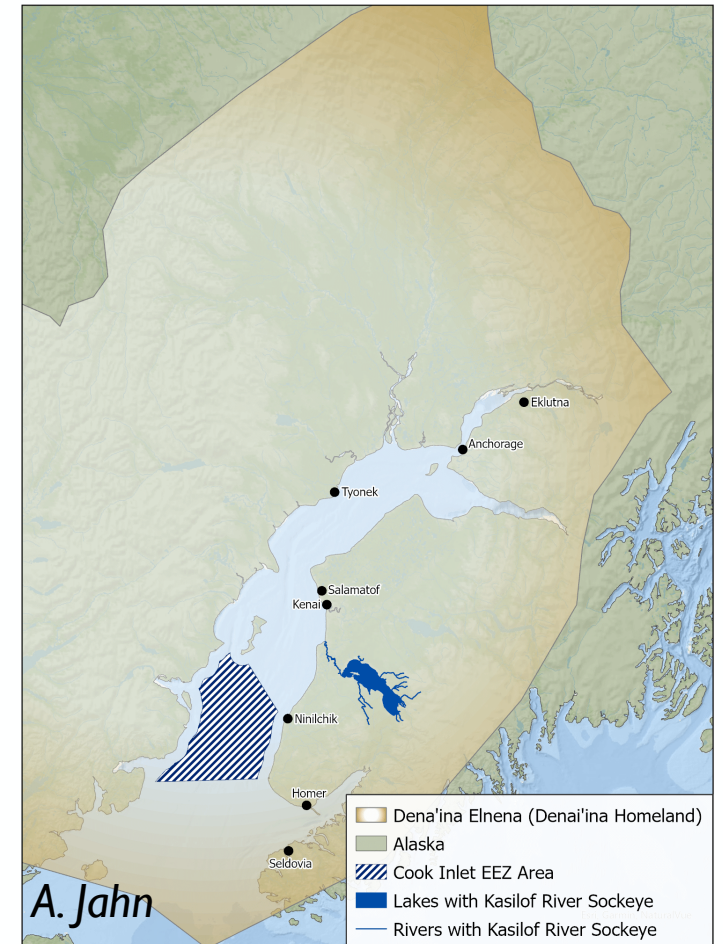 Eklutna
Anchorage
Tyonek
Salamatof
Kenai
Ninilchik
Homer
Seldovia
Dena'ina Elnena (Denai'ina Homeland)
Alaska
Cook Inlet EEZ Area
Lakes with Kasilof River Sockeye
Rivers with Kasilof River Sockeye
A. Jahn